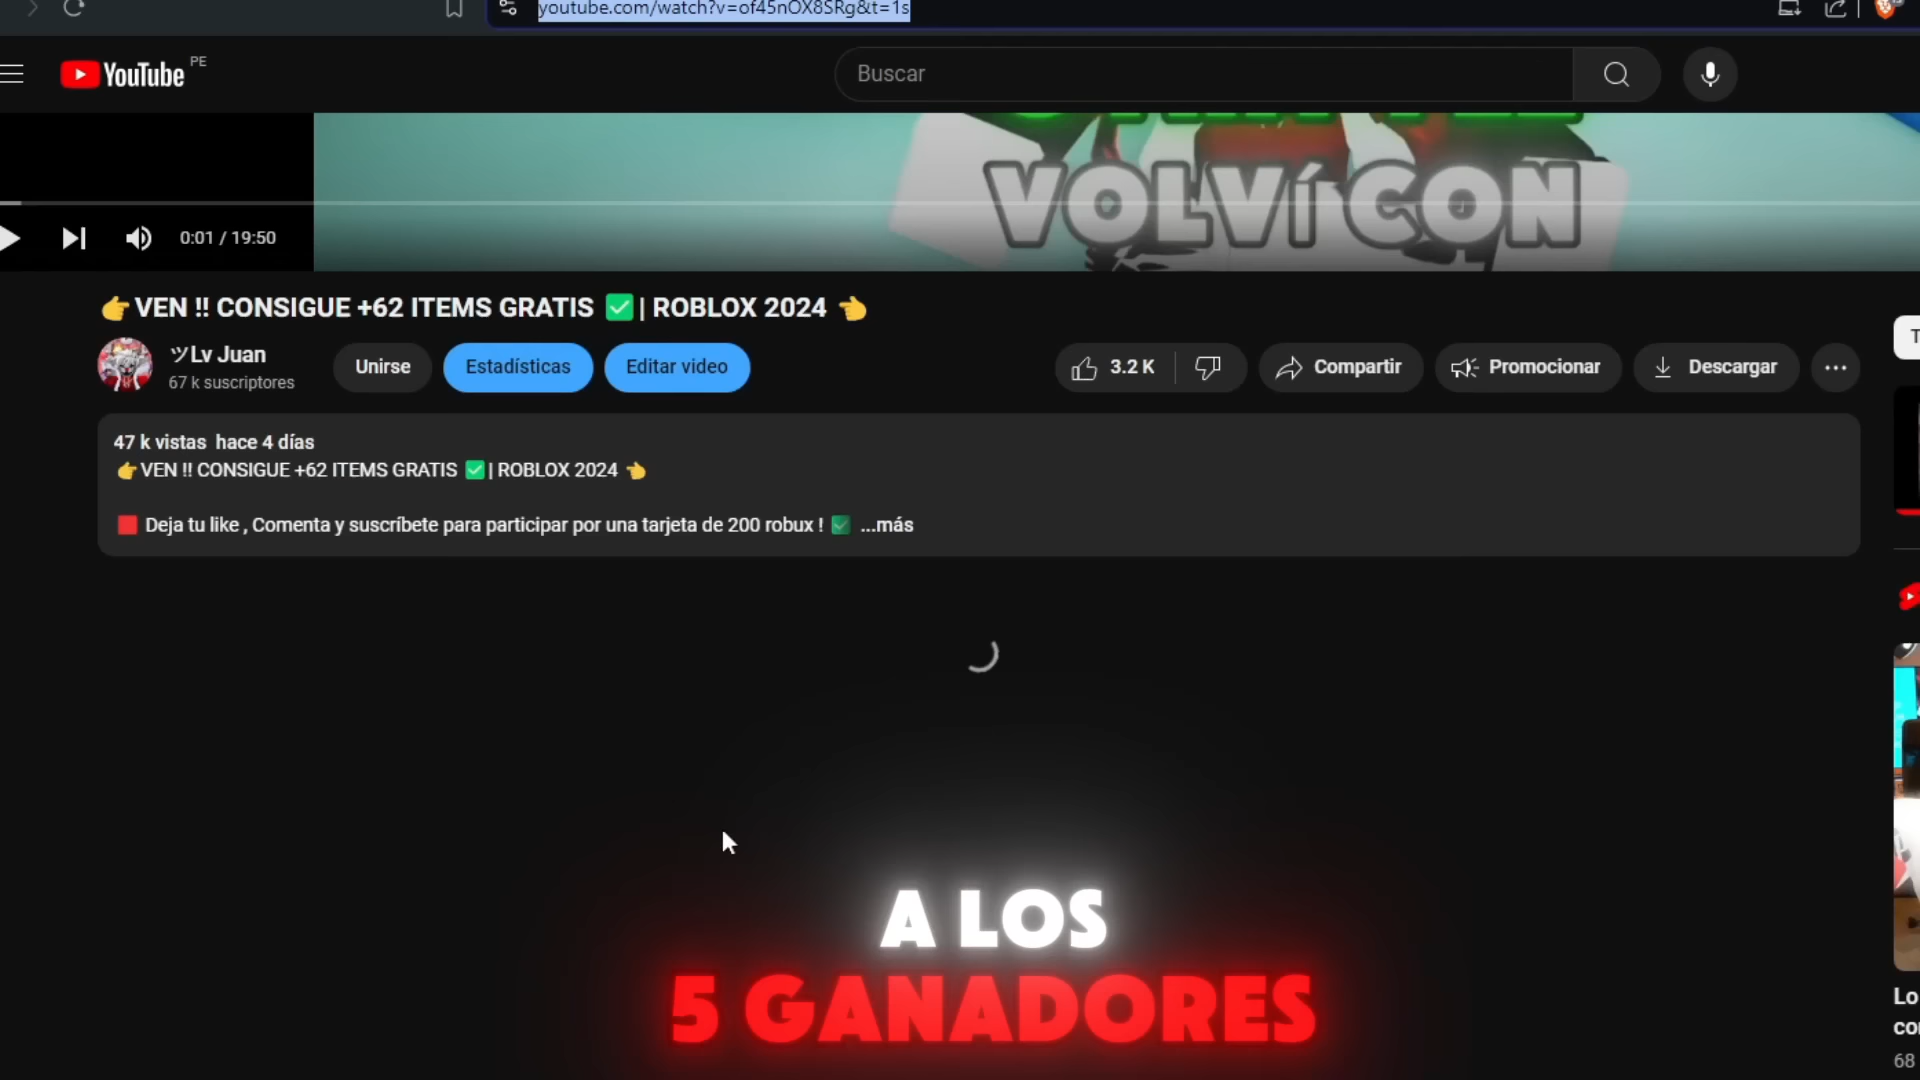 youtube.com/watch?v=of45nOX8SRg&t=1s
YouTube PE
Buscar
VOLVÍ CON
0:01 / 19:50
👉VEN !! CONSIGUE +62 ITEMS GRATIS ✅| ROBLOX 2024 👈
ツLv Juan
67 k suscriptores
Unirse
Estadísticas
Editar video
3.2 K
Compartir
Promocionar
Descargar
47 k vistas hace 4 días
👉VEN !! CONSIGUE +62 ITEMS GRATIS ✅| ROBLOX 2024 👈
🟥 Deja tu like , Comenta y suscríbete para participar por una tarjeta de 200 robux ! ✅ ...más
A LOS
5 GANADORES
Lo
68